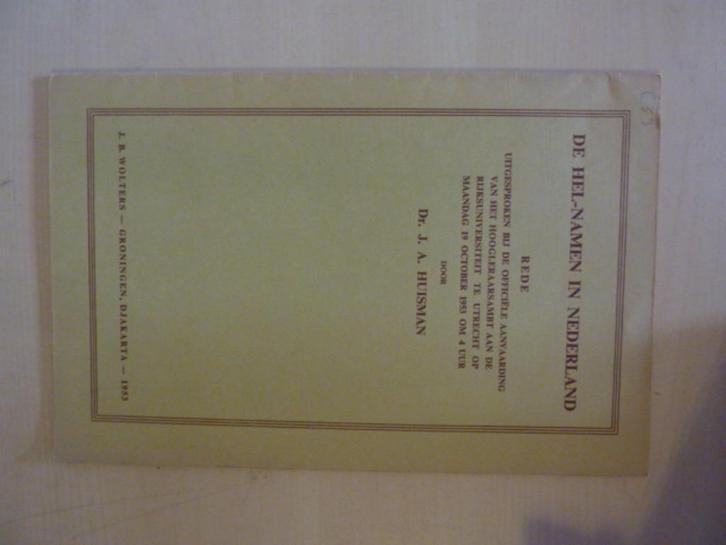 DE HEL-NAMEN IN NEDERLAND
REDE
UITGESPROKEN BIJ DE OFFICIËLE AANVAARDING
VAN HET HOOGLERAARSAMBT AAN DE
RIJKSUNIVERSITEIT TE UTRECHT OP
MAANDAG 19 OCTOBER 1953 OM 4 UUR
DOOR
Dr. J. A. HUISMAN
J. B. WOLTERS — GRONINGEN, DJAKARTA — 1953